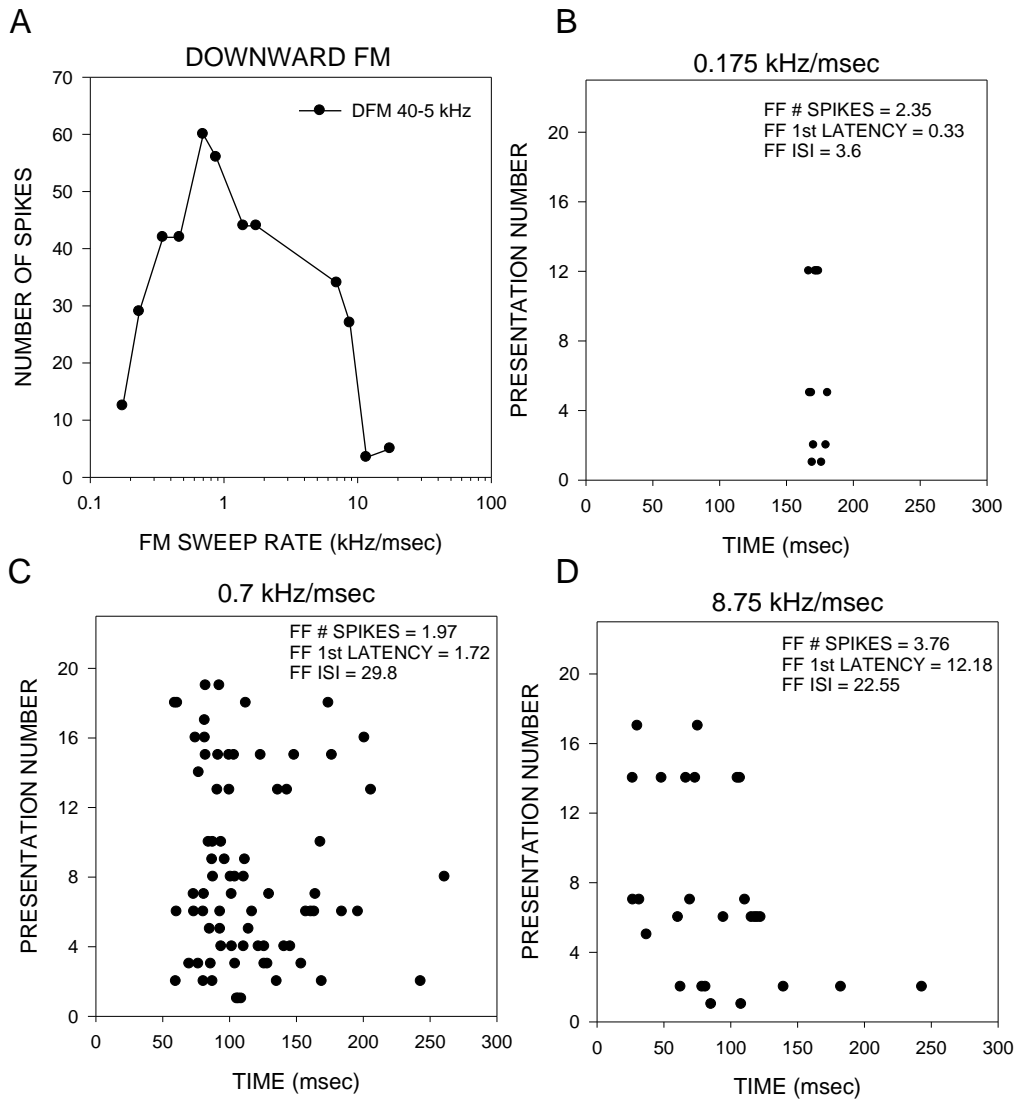 A
DOWNWARD FM
70
60
50
40
30
20
10
0
NUMBER OF SPIKES
DFM 40-5 kHz
0.1 1 10 100
FM SWEEP RATE (kHz/msec)
B
0.175 kHz/msec
FF # SPIKES = 2.35
FF 1st LATENCY = 0.33
FF ISI = 3.6
20
16
12
8
4
0
PRESENTATION NUMBER
0 50 100 150 200 250 300
TIME (msec)
C
0.7 kHz/msec
FF # SPIKES = 1.97
FF 1st LATENCY = 1.72
FF ISI = 29.8
20
16
12
8
4
0
PRESENTATION NUMBER
0 50 100 150 200 250 300
TIME (msec)
D
8.75 kHz/msec
FF # SPIKES = 3.76
FF 1st LATENCY = 12.18
FF ISI = 22.55
20
16
12
8
4
0
PRESENTATION NUMBER
0 50 100 150 200 250 300
TIME (msec)